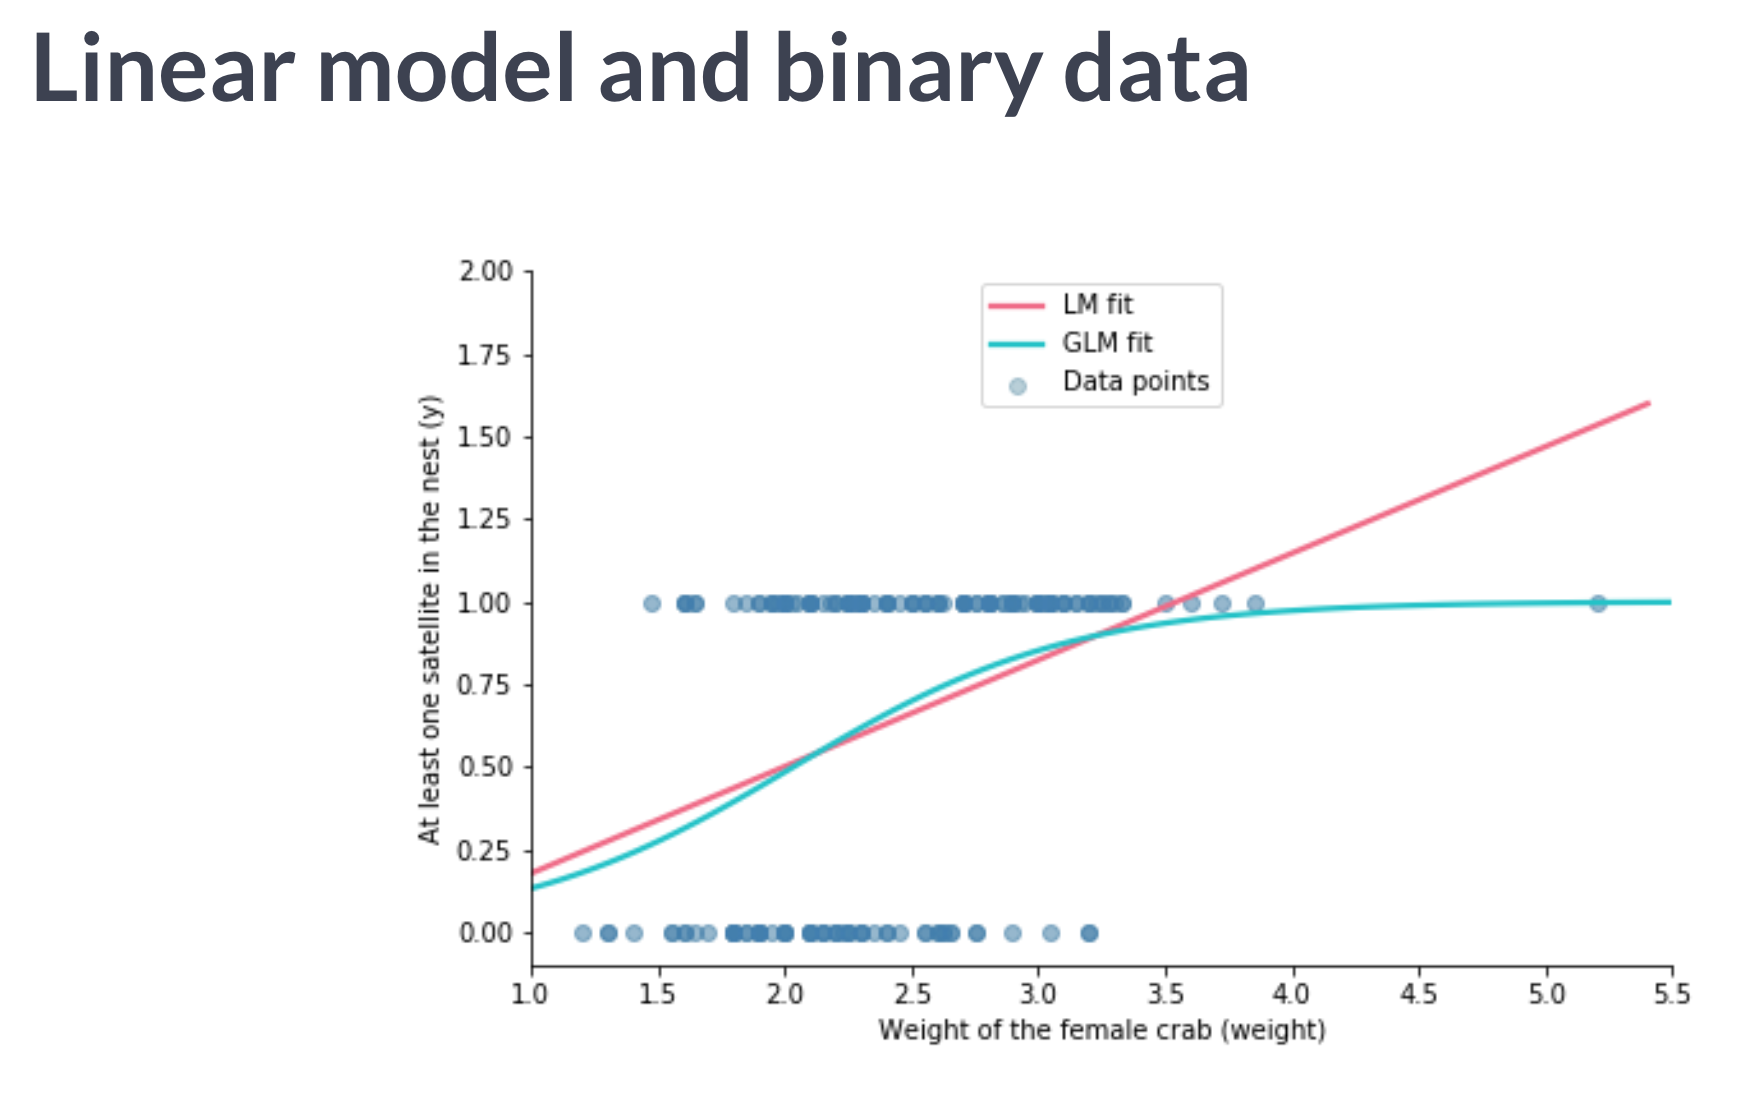 Linear model and binary data
2.00
1.75
1.50
1.25
1.00
0.75
0.50
0.25
0.00
At least one satellite in the nest (y)
LM fit
GLM fit
Data points
1.0 1.5 2.0 2.5 3.0 3.5 4.0 4.5 5.0 5.5
Weight of the female crab (weight)